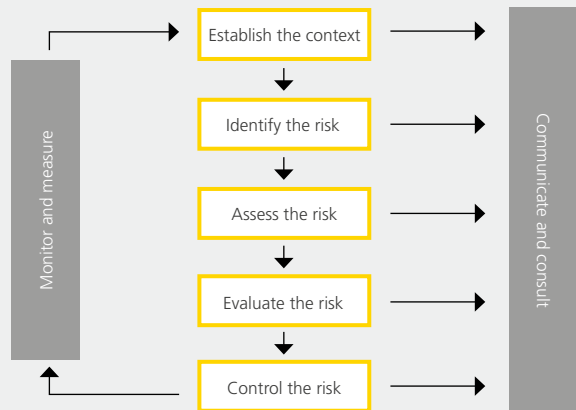 Establish the context
Identify the risk
Assess the risk
Evaluate the risk
Control the risk
Monitor and measure
Communicate and consult